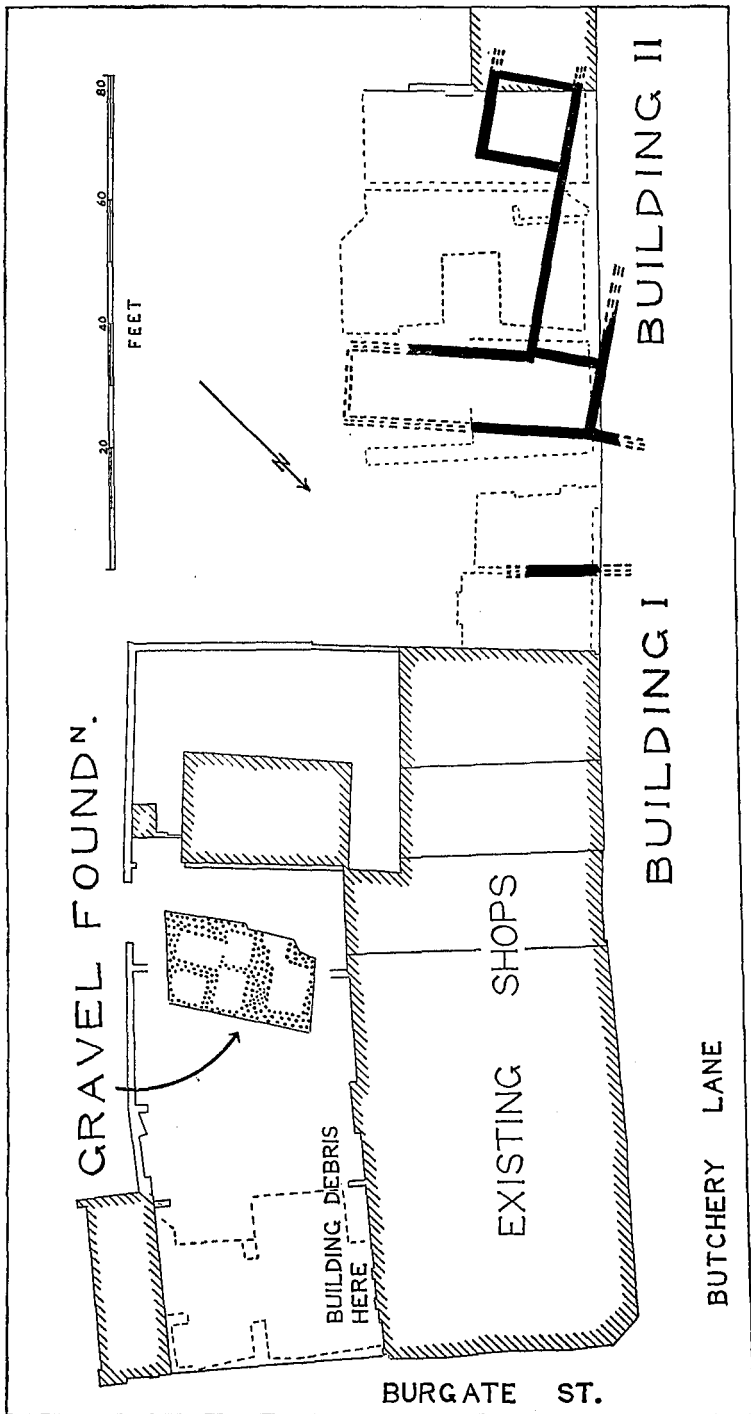 GRAVEL FOUNDᴺ.
BUILDING DEBRIS
HERE
EXISTING SHOPS
BURGATE ST.
BUTCHERY LANE
BUILDING I
BUILDING II
20 40 60 80
FEET
N